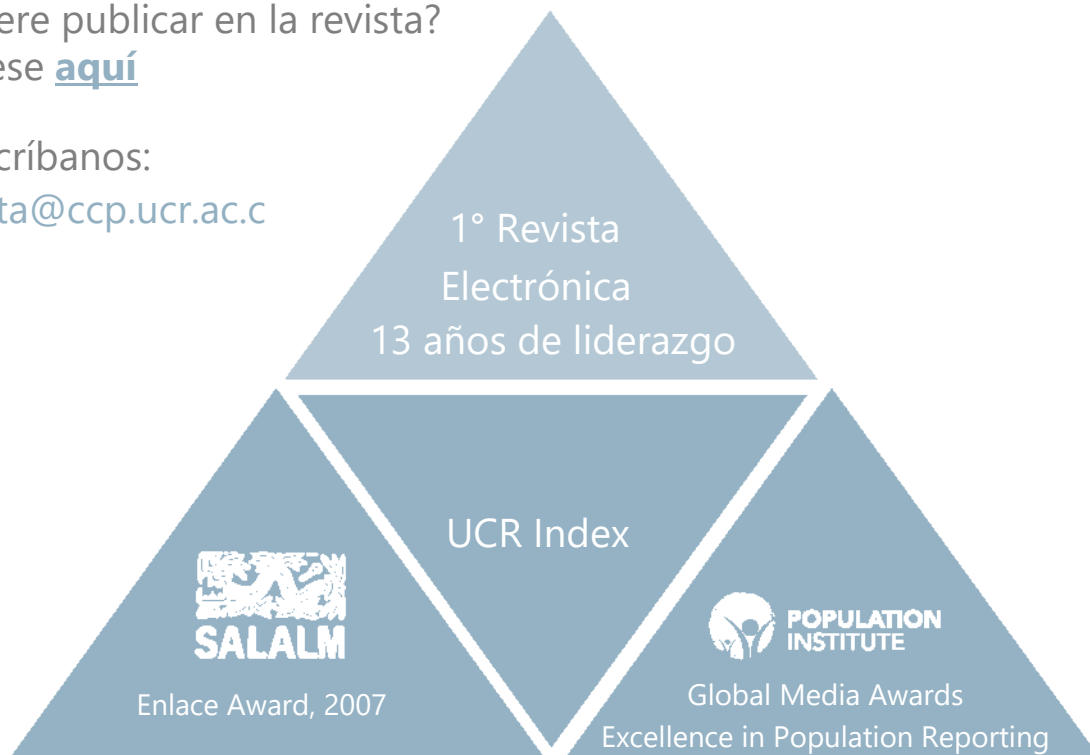 ere publicar en la revista?
ese aquí
críbanos:
ta@ccp.ucr.ac.c
1° Revista
Electrónica
13 años de liderazgo
UCR Index
SALALM
Enlace Award, 2007
POPULATION
INSTITUTE
Global Media Awards
Excellence in Population Reporting